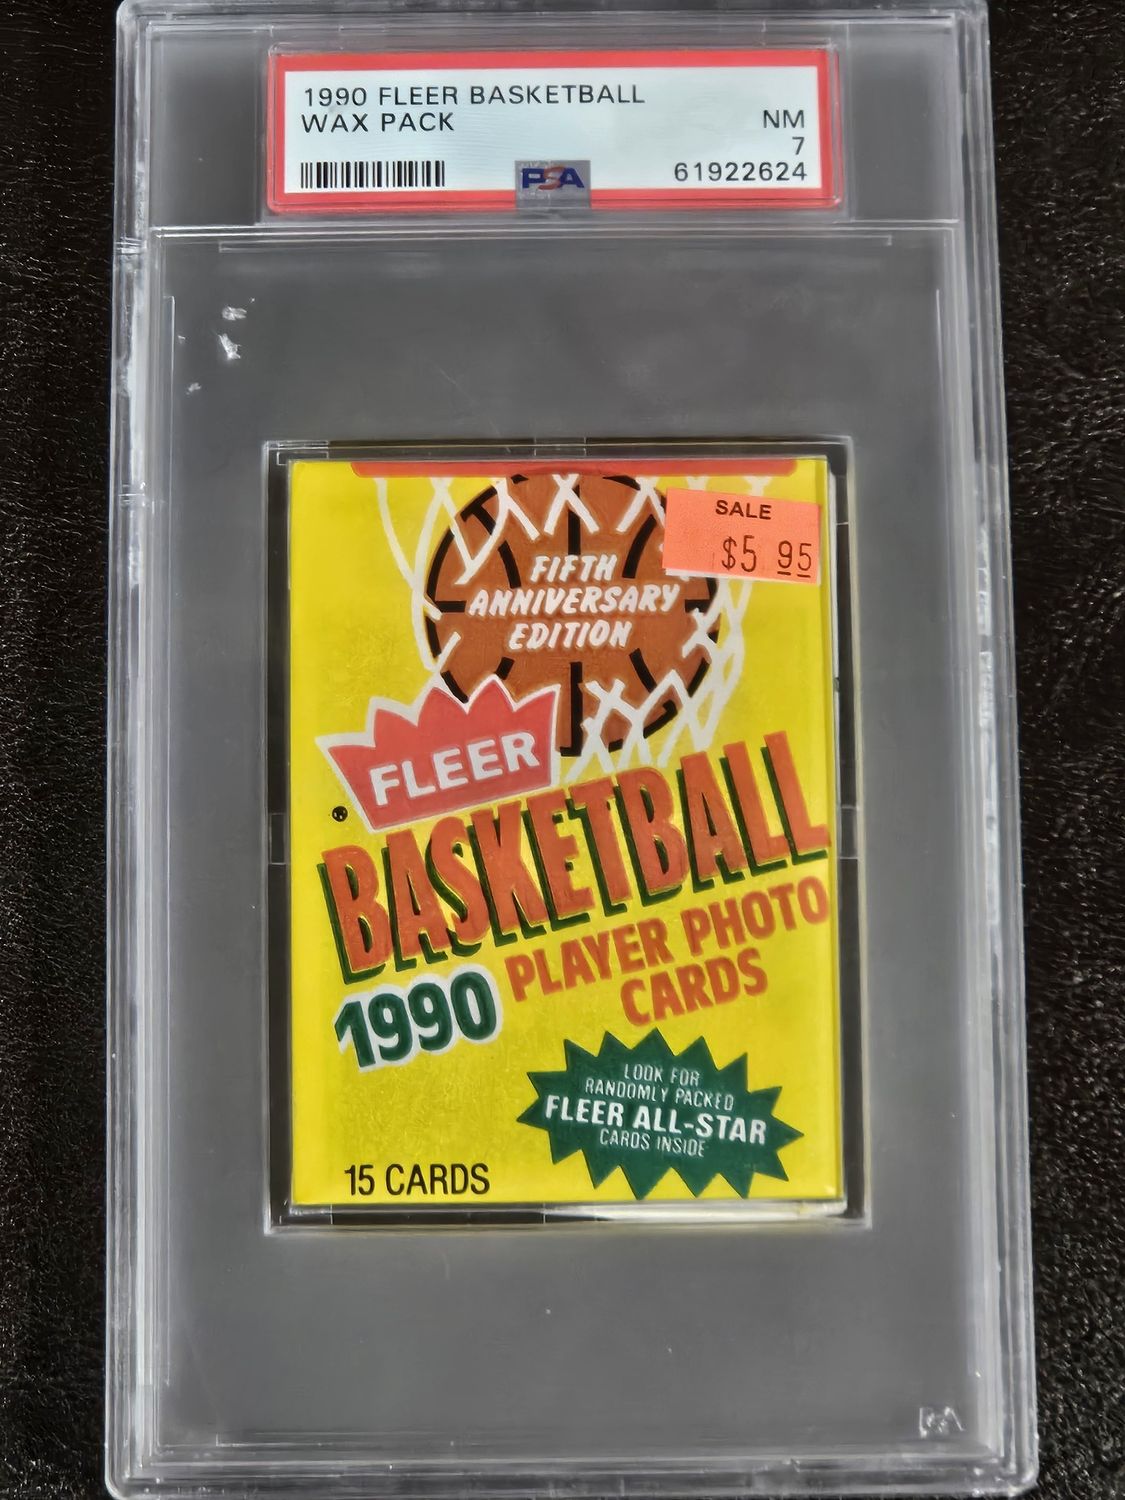 1990 FLEER BASKETBALL
WAX PACK
NM
7
61922624
PSA
SALE
$5 95
FIFTH
ANNIVERSARY
EDITION
FLEER
BASKETBALL
1990 PLAYER PHOTO
CARDS
LOOK FOR
RANDOMLY PACKED
FLEER ALL-STAR
CARDS INSIDE
15 CARDS
PSA